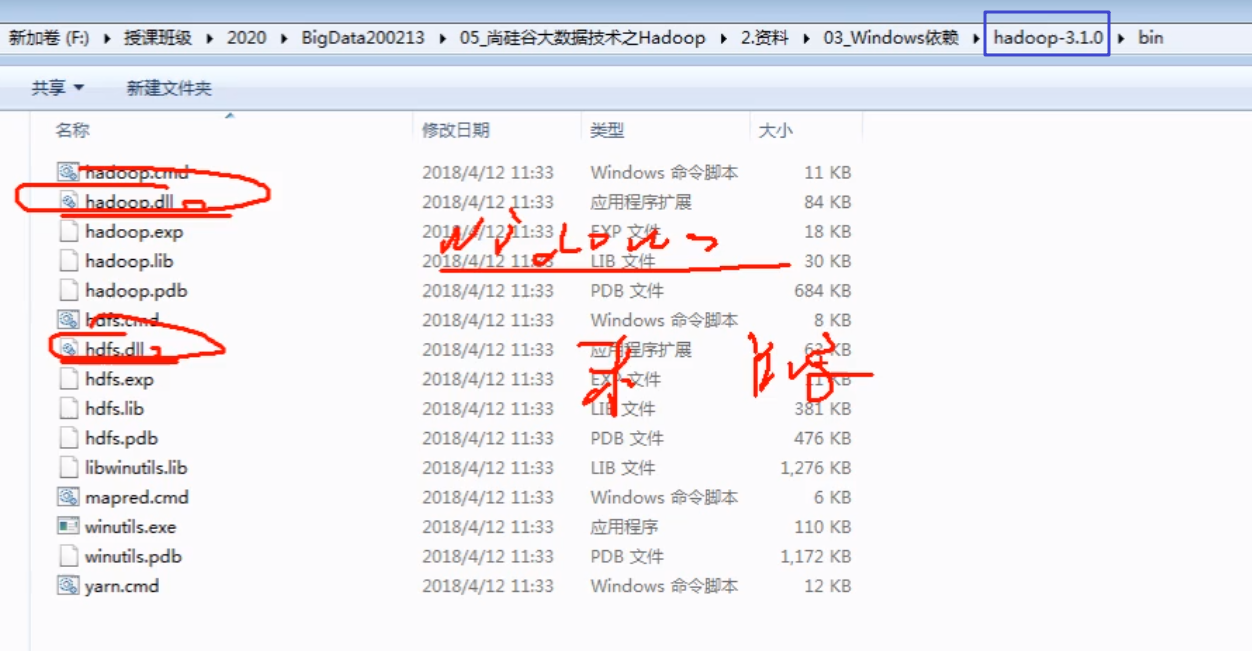 新加卷 (F:) ▸ 授课班级 ▸ 2020 ▸ BigData200213 ▸ 05_尚硅谷大数据技术之Hadoop ▸ 2.资料 ▸ 03_Windows依赖 ▸ hadoop-3.1.0 ▸ bin
共享 新建文件夹
名称 修改日期 类型 大小
hadoop.cmd 2018/4/12 11:33 Windows 命令脚本 11 KB
hadoop.dll 2018/4/12 11:33 应用程序扩展 84 KB
hadoop.exp 2018/4/12 11:33 EXP 文件 18 KB
windows
hadoop.lib 2018/4/12 11:33 LIB 文件 30 KB
hadoop.pdb 2018/4/12 11:33 PDB 文件 684 KB
hdfs.cmd 2018/4/12 11:33 Windows 命令脚本 8 KB
hdfs.dll 2018/4/12 11:33 应用程序扩展 KB
hdfs.exp 2018/4/12 11:33 EXP 文件 KB
hdfs.lib 2018/4/12 11:33 LIB 文件 381 KB
hdfs.pdb 2018/4/12 11:33 PDB 文件 476 KB
libwinutils.lib 2018/4/12 11:33 LIB 文件 1,276 KB
mapred.cmd 2018/4/12 11:33 Windows 命令脚本 6 KB
winutils.exe 2018/4/12 11:33 应用程序 110 KB
winutils.pdb 2018/4/12 11:33 PDB 文件 1,172 KB
yarn.cmd 2018/4/12 11:33 Windows 命令脚本 12 KB